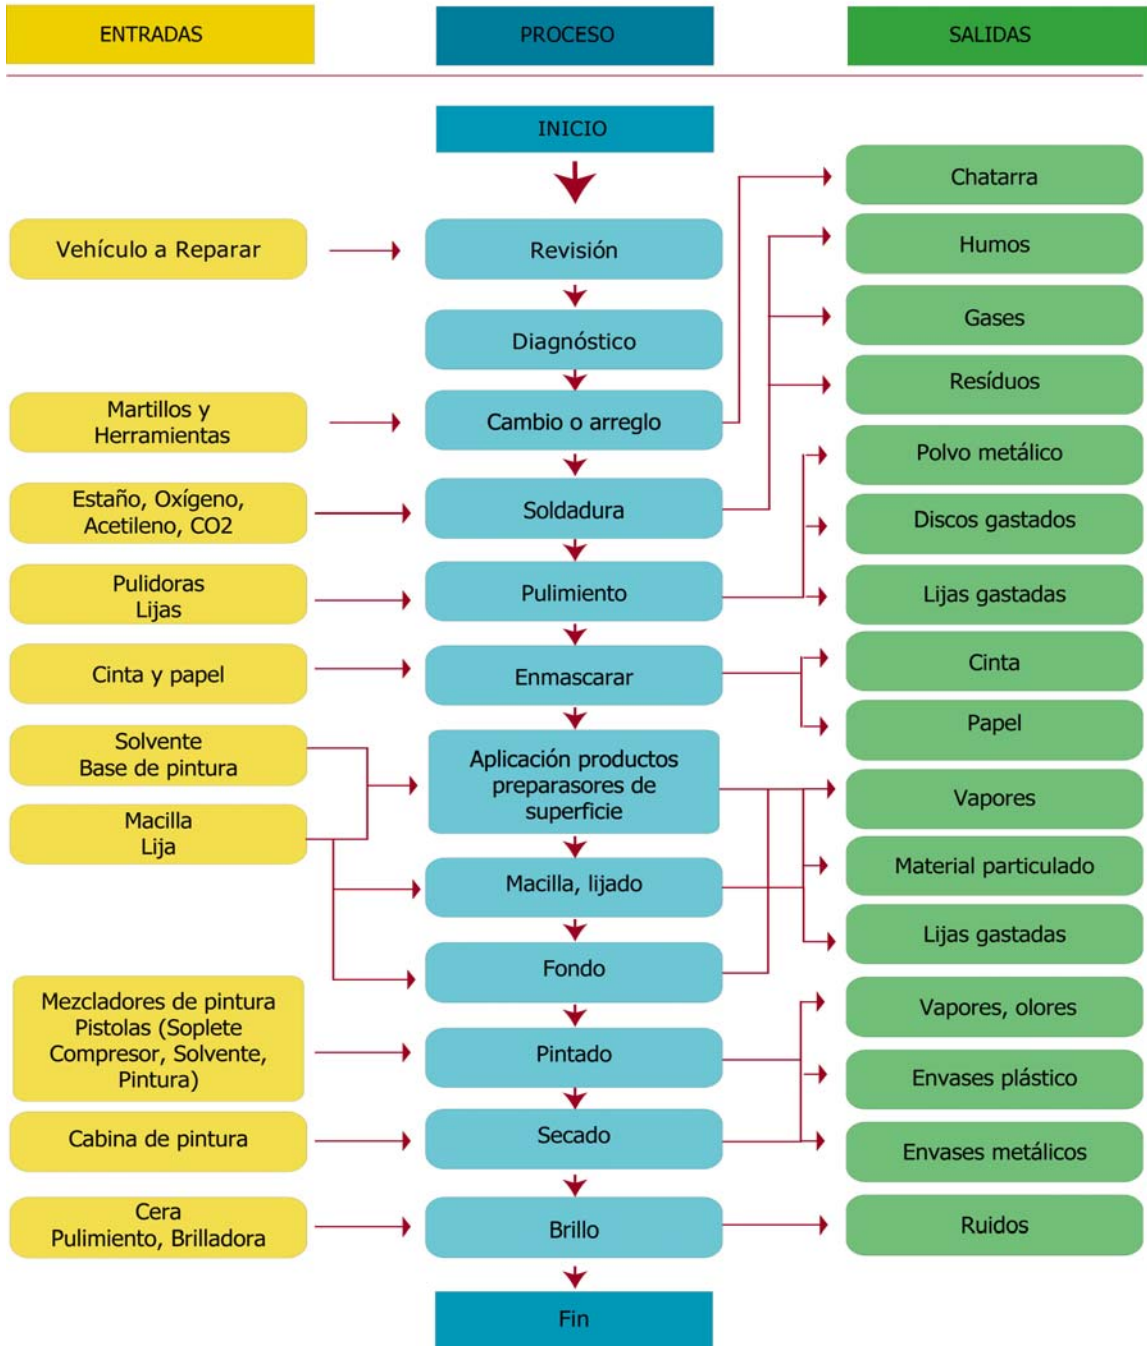 ENTRADAS
PROCESO
SALIDAS
INICIO
Chatarra
Vehículo a Reparar
Revisión
Humos
Diagnóstico
Gases
Martillos y
Herramientas
Cambio o arreglo
Resíduos
Polvo metálico
Estaño, Oxígeno,
Acetileno, CO2
Soldadura
Discos gastados
Pulidoras
Lijas
Pulimiento
Lijas gastadas
Cinta y papel
Enmascarar
Cinta
Papel
Solvente
Base de pintura
Aplicación productos
preparasores de
superficie
Vapores
Macilla
Lija
Macilla, lijado
Material particulado
Lijas gastadas
Fondo
Mezcladores de pintura
Pistolas (Soplete
Compresor, Solvente,
Pintura)
Pintado
Vapores, olores
Envases plástico
Cabina de pintura
Secado
Envases metálicos
Cera
Pulimiento, Brilladora
Brillo
Ruidos
Fin